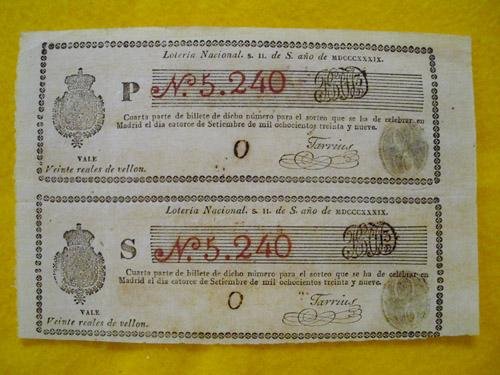 Lotería Nacional. S. 11. de S. año de MDCCCXXXIX.
P N.º 5.240
Cuarta parte de billete de dicho número para el sorteo que se ha de celebrar en
Madrid el dia catorce de Setiembre de mil ochocientos treinta y nueve.
O
Tarrius
VALE
Veinte reales de vellon.
Lotería Nacional. S. 11. de S. año de MDCCCXXXIX.
S N.º 5.240
Cuarta parte de billete de dicho número para el sorteo que se ha de celebrar en
Madrid el dia catorce de Setiembre de mil ochocientos treinta y nueve.
O
Tarrius
VALE
Veinte reales de vellon.